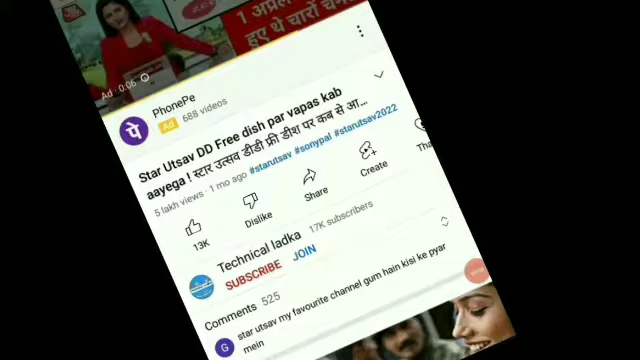 1 अप्रैल
हुए थे चारों
Ad · 0:06
PhonePe
Ad 688 videos
Star Utsav DD Free dish par vapas kab
aayega ! स्टार उत्सव डीडी फ्री डीश पर कब से आ...
5 lakh views · 1 mo ago #starutsav #sonypal #starutsav2022
13K
Dislike
Share
Create
Tha
Technical ladka 17K subscribers
SUBSCRIBE JOIN
Comments 525
G star utsav my favourite channel gum hain kisi ke pyar
mein